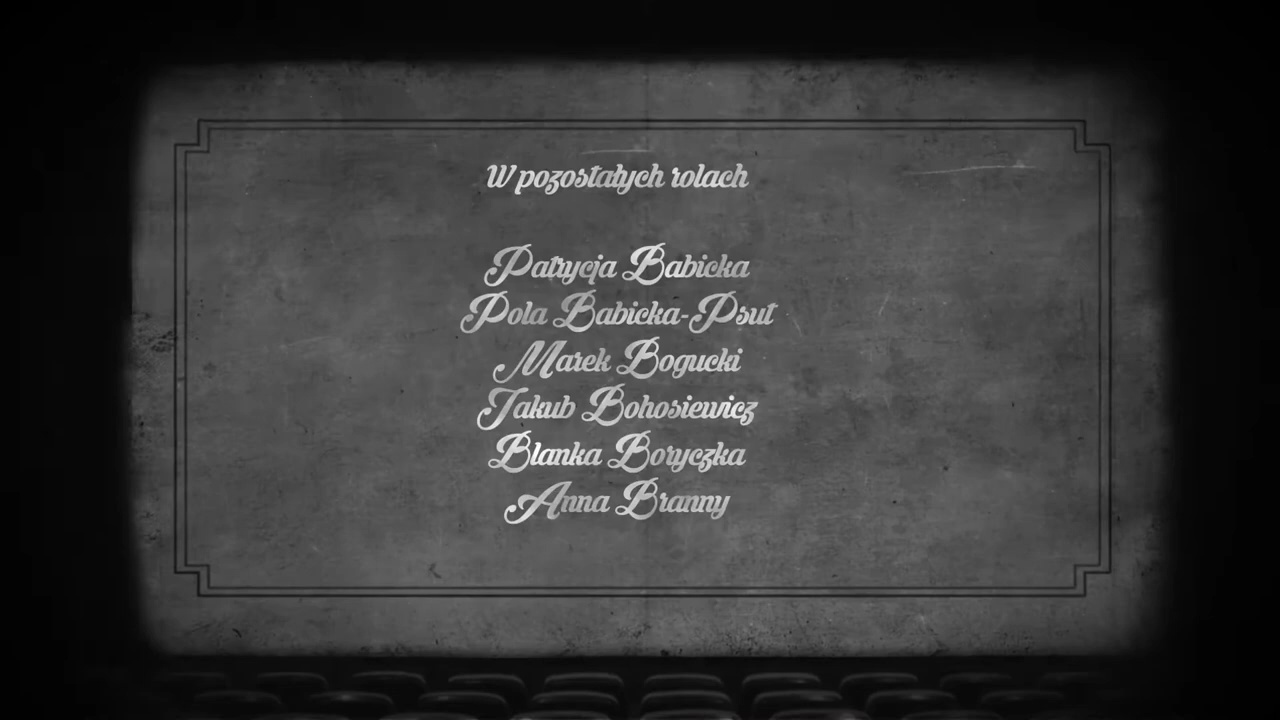 W pozostałych rolach
Patrycja Babicka
Pola Babicka-Psut
Marek Bogucki
Jakub Bohosiewicz
Blanka Boryczka
Anna Branny